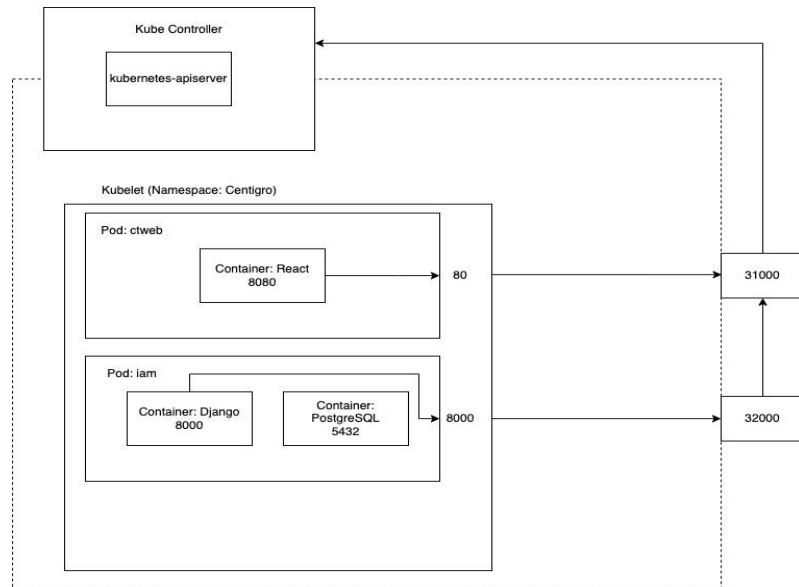 Kube Controller
kubernetes-apiserver
Kubelet (Namespace: Centigro)
Pod: ctweb
Container: React
8080
80
31000
Pod: iam
Container: Django
8000
Container:
PostgreSQL
5432
8000
32000